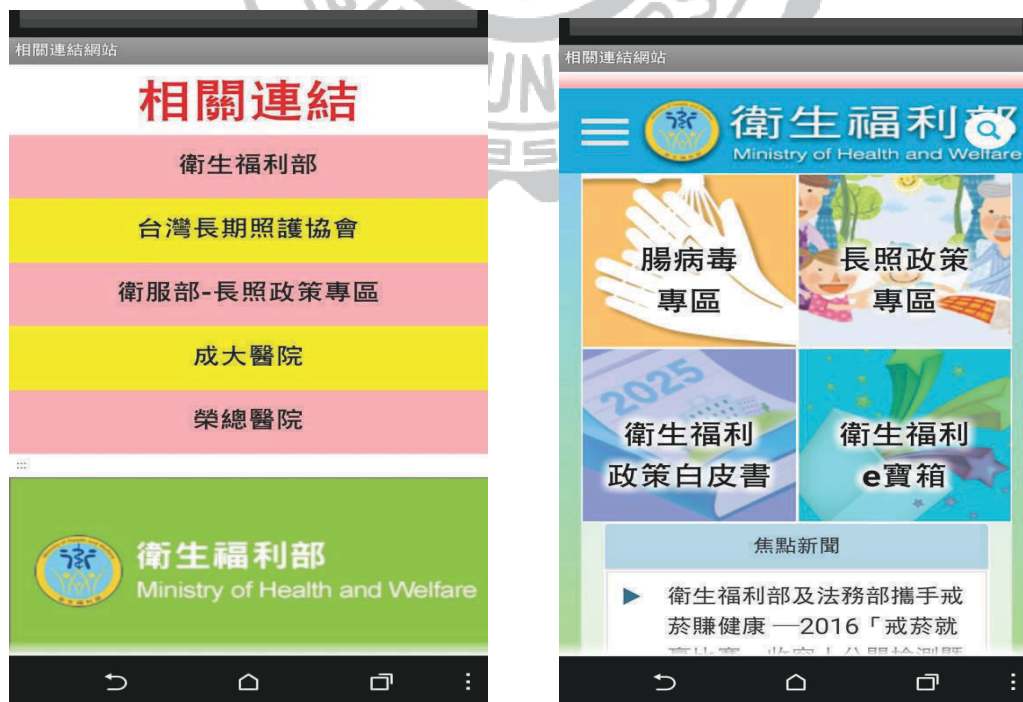 相關連結網站
相關連結
衛生福利部
台灣長期照護協會
衛服部-長照政策專區
成大醫院
榮總醫院
:::
衛生福利部
Ministry of Health and Welfare
相關連結網站
衛生福利部
Ministry of Health and Welfare
腸病毒
專區
長照政策
專區
2025
衛生福利
政策白皮書
衛生福利
e寶箱
焦點新聞
▶ 衛生福利部及法務部攜手戒
菸賺健康 —2016「戒菸就